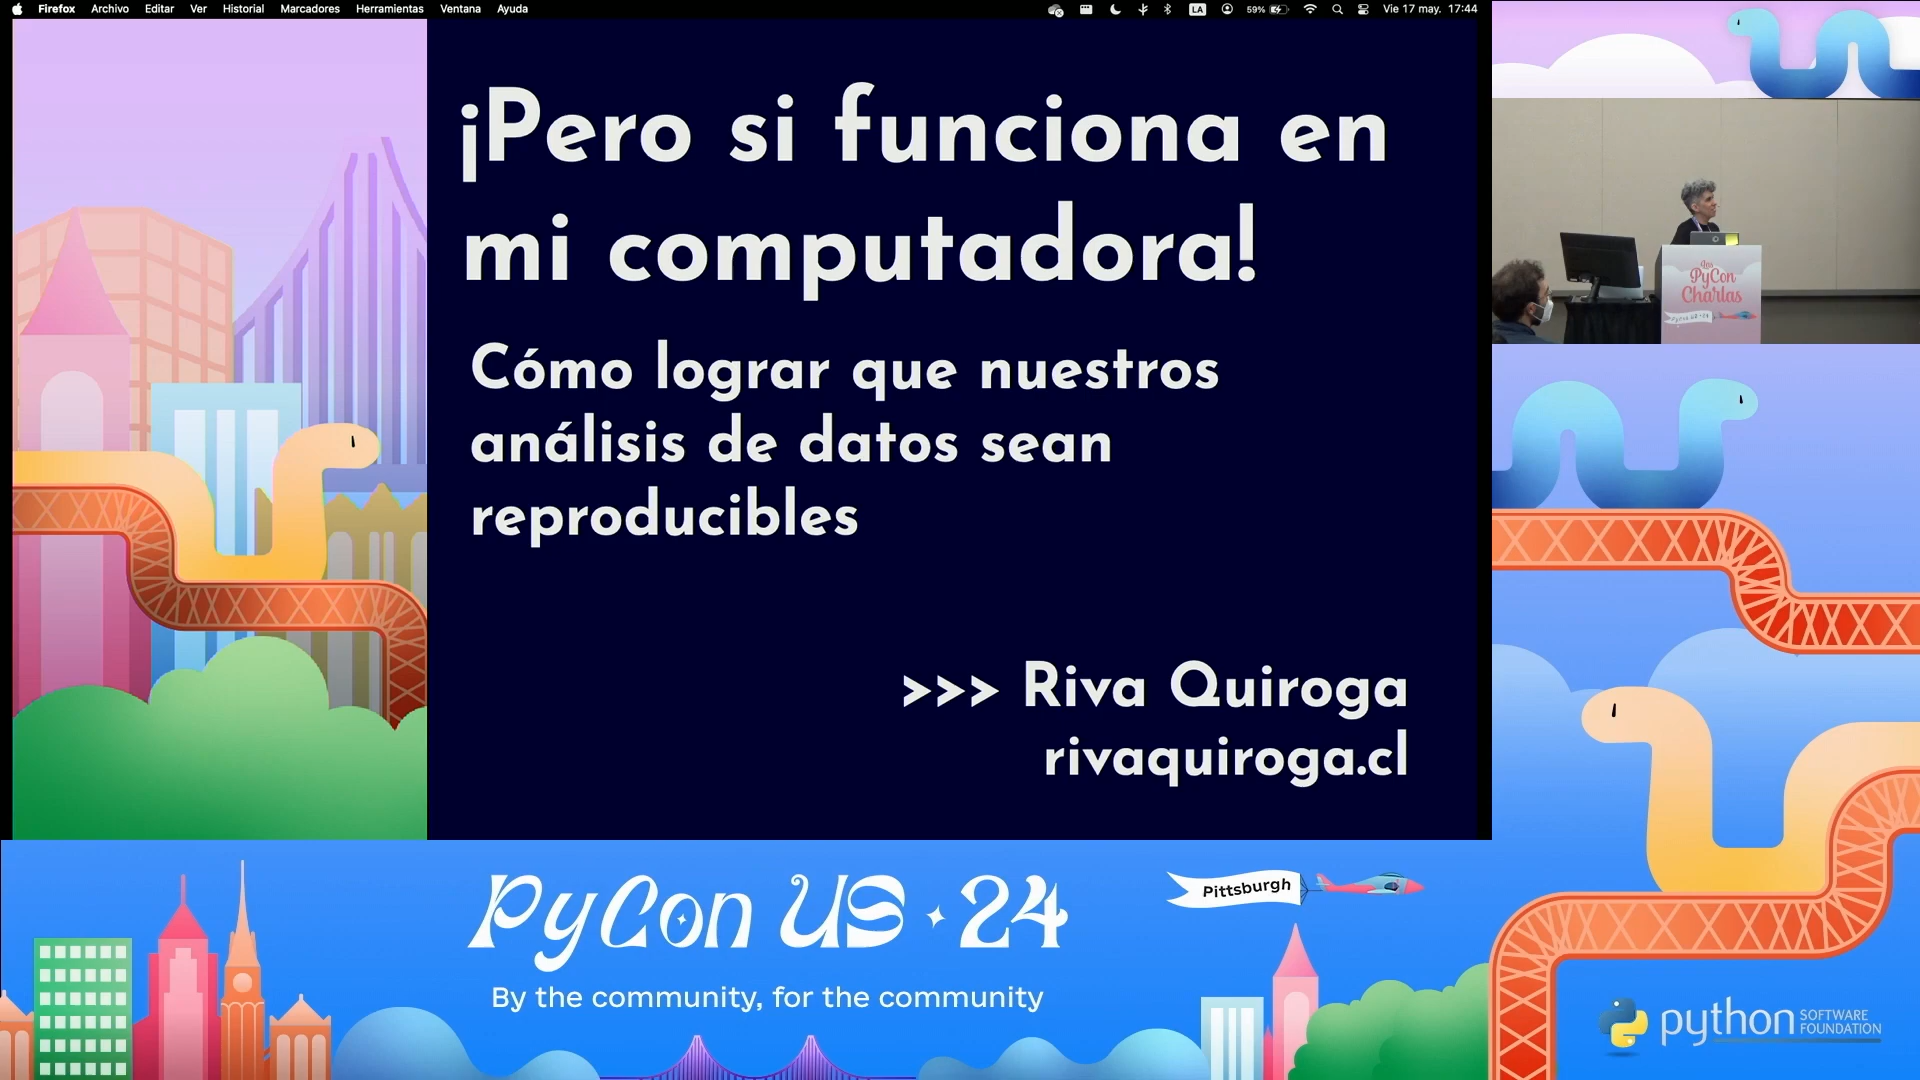 Firefox Archivo Editar Ver Historial Marcadores Herramientas Ventana Ayuda LA 59% Vie 17 may. 17:44
¡Pero si funciona en
mi computadora!
Cómo lograr que nuestros
análisis de datos sean
reproducibles
>>> Riva Quiroga
rivaquiroga.cl
Las
PyCon
Charlas
PyCon US · 24
Pittsburgh
By the community, for the community
python SOFTWARE
FOUNDATION